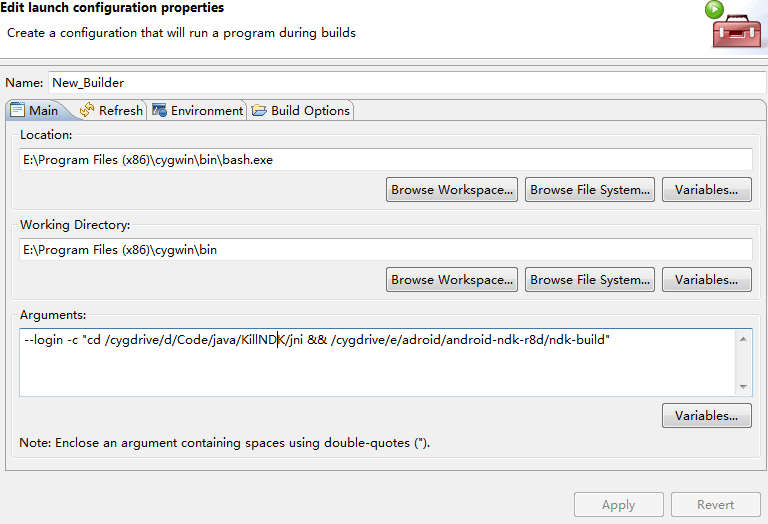 Edit launch configuration properties
Create a configuration that will run a program during builds
Name: New_Builder
Main Refresh Environment Build Options
Location:
E:\Program Files (x86)\cygwin\bin\bash.exe
Browse Workspace... Browse File System... Variables...
Working Directory:
E:\Program Files (x86)\cygwin\bin
Browse Workspace... Browse File System... Variables...
Arguments:
--login -c "cd /cygdrive/d/Code/java/KillNDK/jni && /cygdrive/e/adroid/android-ndk-r8d/ndk-build"
Variables...
Note: Enclose an argument containing spaces using double-quotes (").
Apply Revert